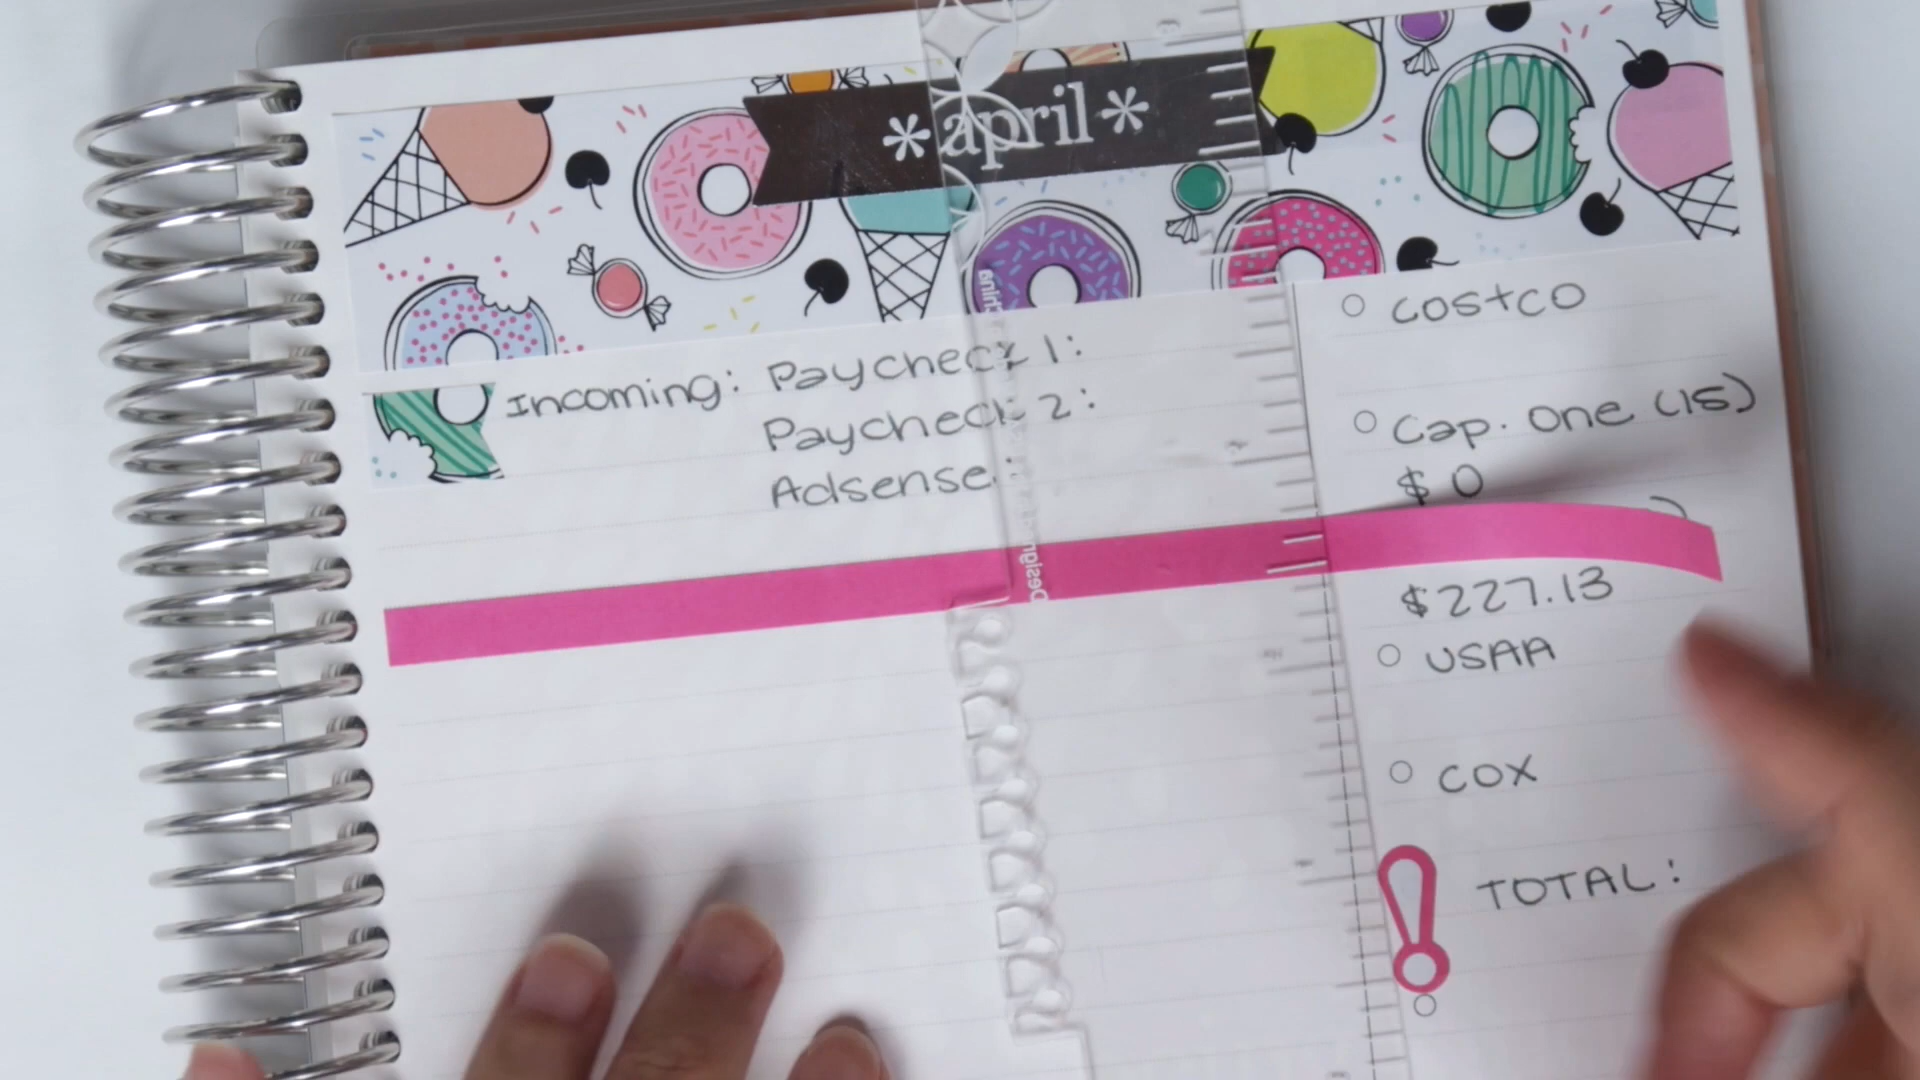 *april*
Incoming: Paycheck 1:
Paycheck 2:
Adsense:
costco
Cap. One (15)
$0
$227.13
USAA
COX
TOTAL: